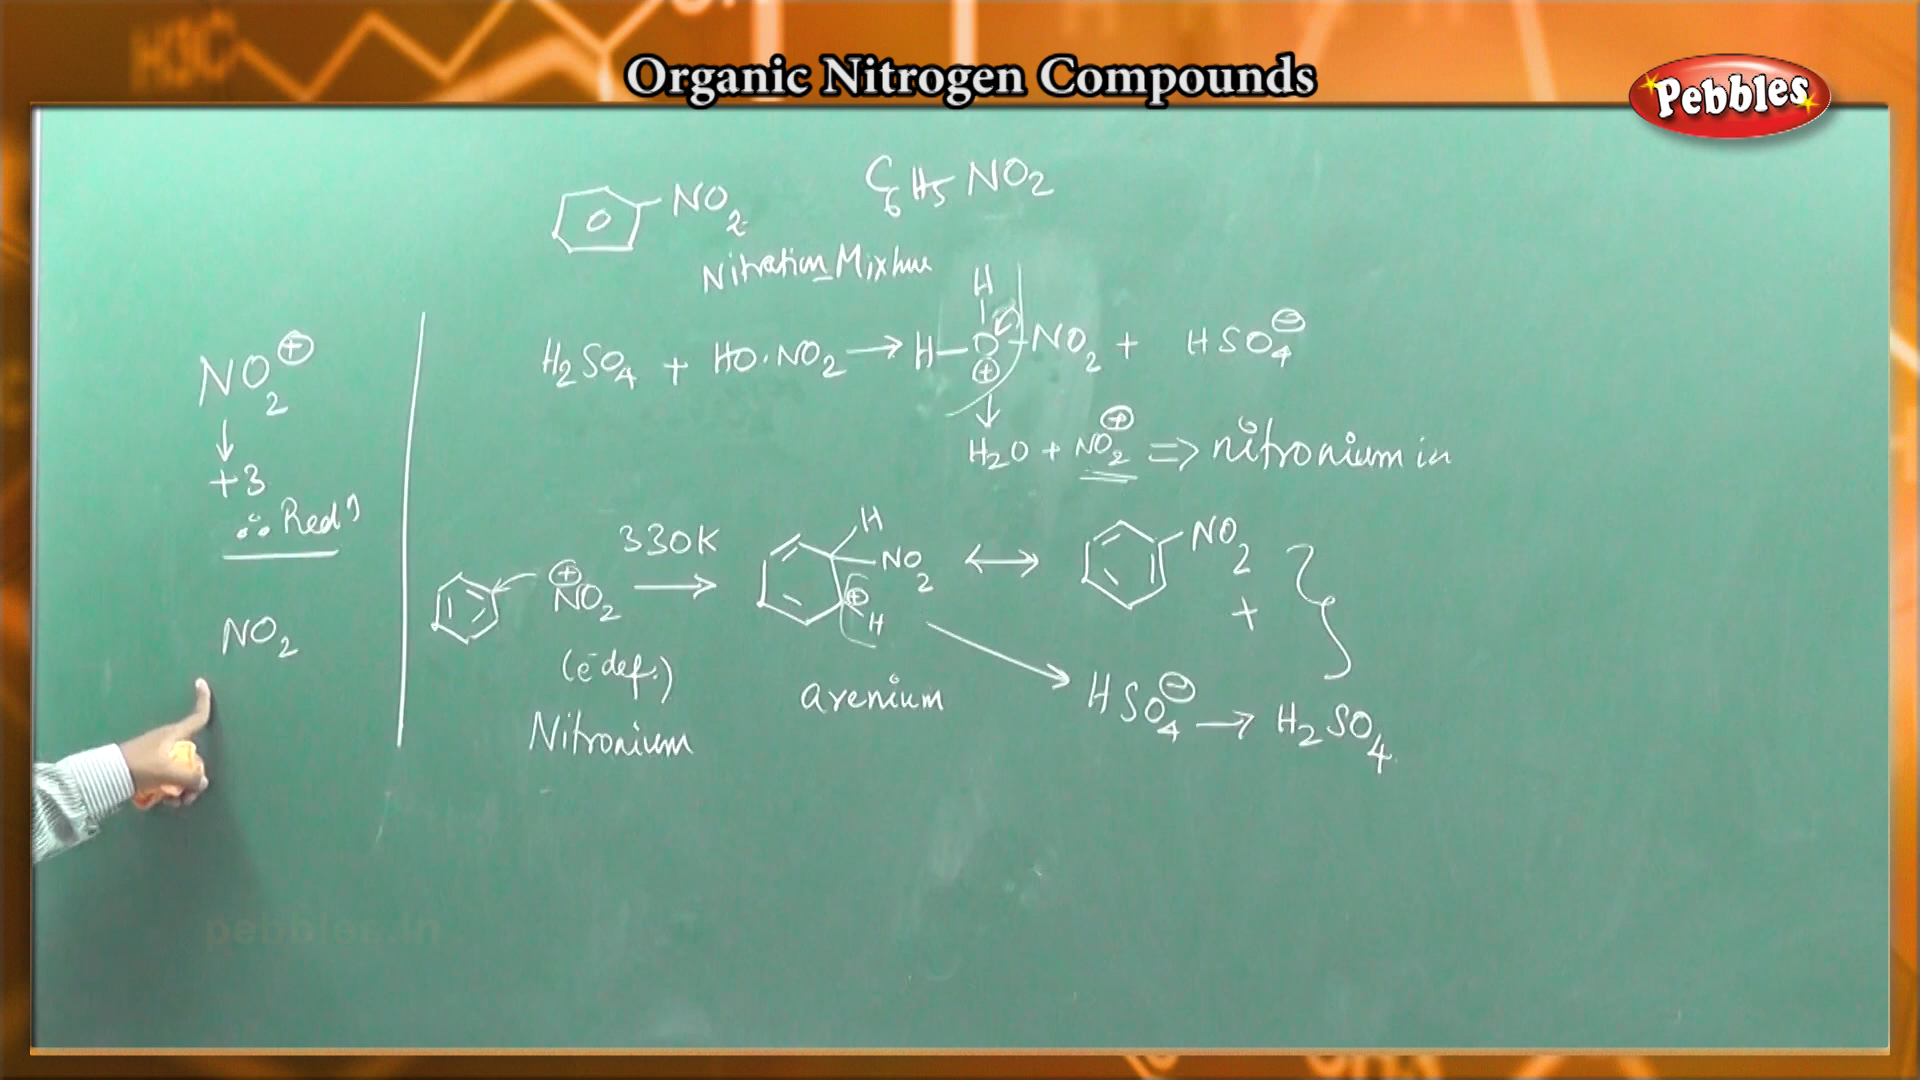 Organic Nitrogen Compounds
Pebbles
NO2
C6H5NO2
Nitration Mixture
H
H2SO4 + HO·NO2 → H—O—NO2 + HSO4⊖
⊕
↓
H2O + NO2⊕ ⇒ nitronium in
NO2⊕
↓
+3
∴ Red
NO2
330K
⊕NO2 →
H
NO2
⊕
H
↔
NO2
+
(e⁻ def.)
Nitronium
arenium
HSO4⊖ → H2SO4
pebbles.in